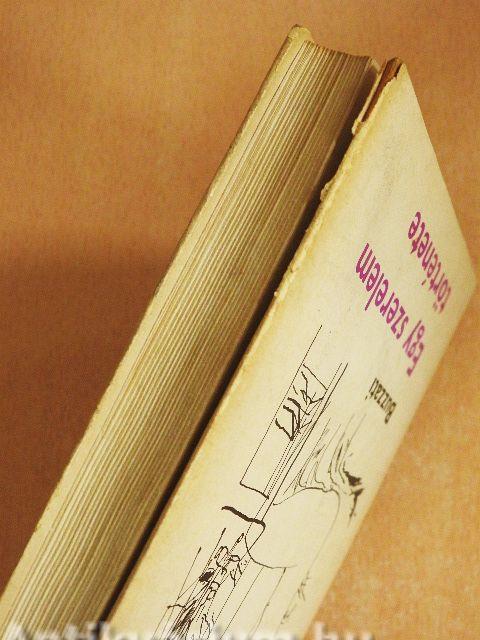 Buzzati
Egy szerelem
története